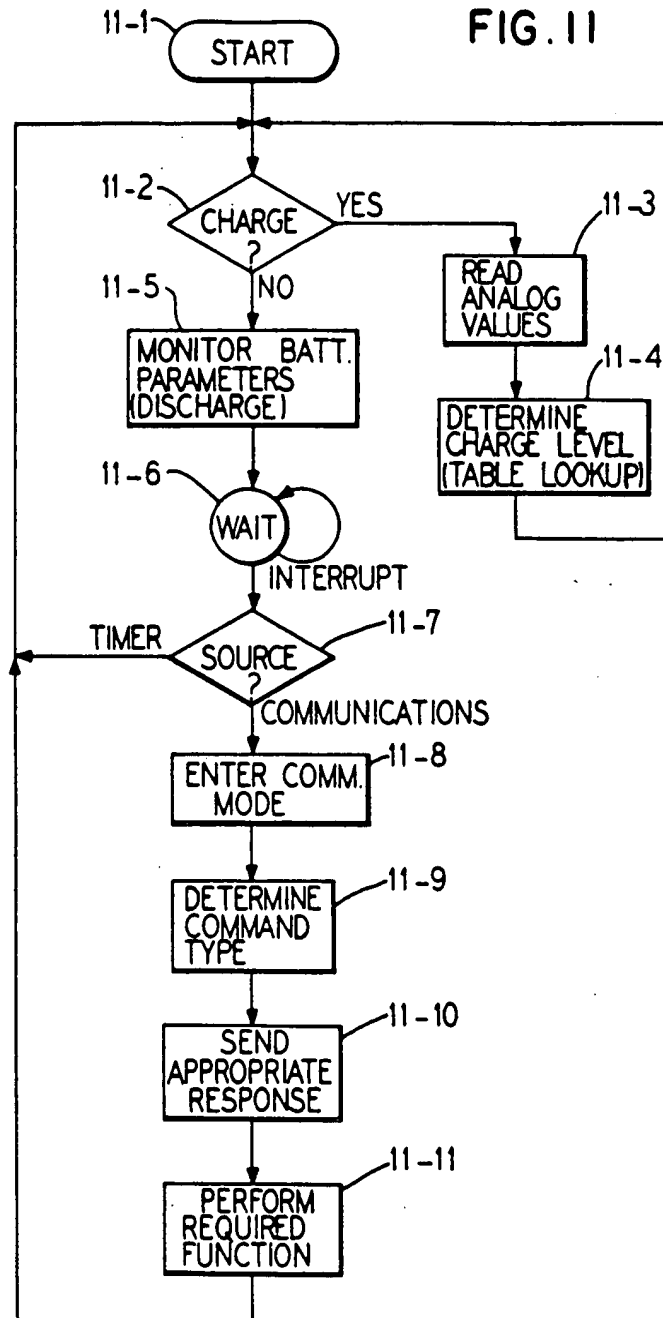 11-1
START
FIG. 11
11-2
CHARGE
?
YES
NO
11-3
READ
ANALOG
VALUES
11-4
DETERMINE
CHARGE LEVEL
(TABLE LOOKUP)
11-5
MONITOR BATT.
PARAMETERS
(DISCHARGE)
11-6
WAIT
INTERRUPT
11-7
TIMER
SOURCE
?
COMMUNICATIONS
11-8
ENTER COMM.
MODE
11-9
DETERMINE
COMMAND
TYPE
11-10
SEND
APPROPRIATE
RESPONSE
11-11
PERFORM
REQUIRED
FUNCTION